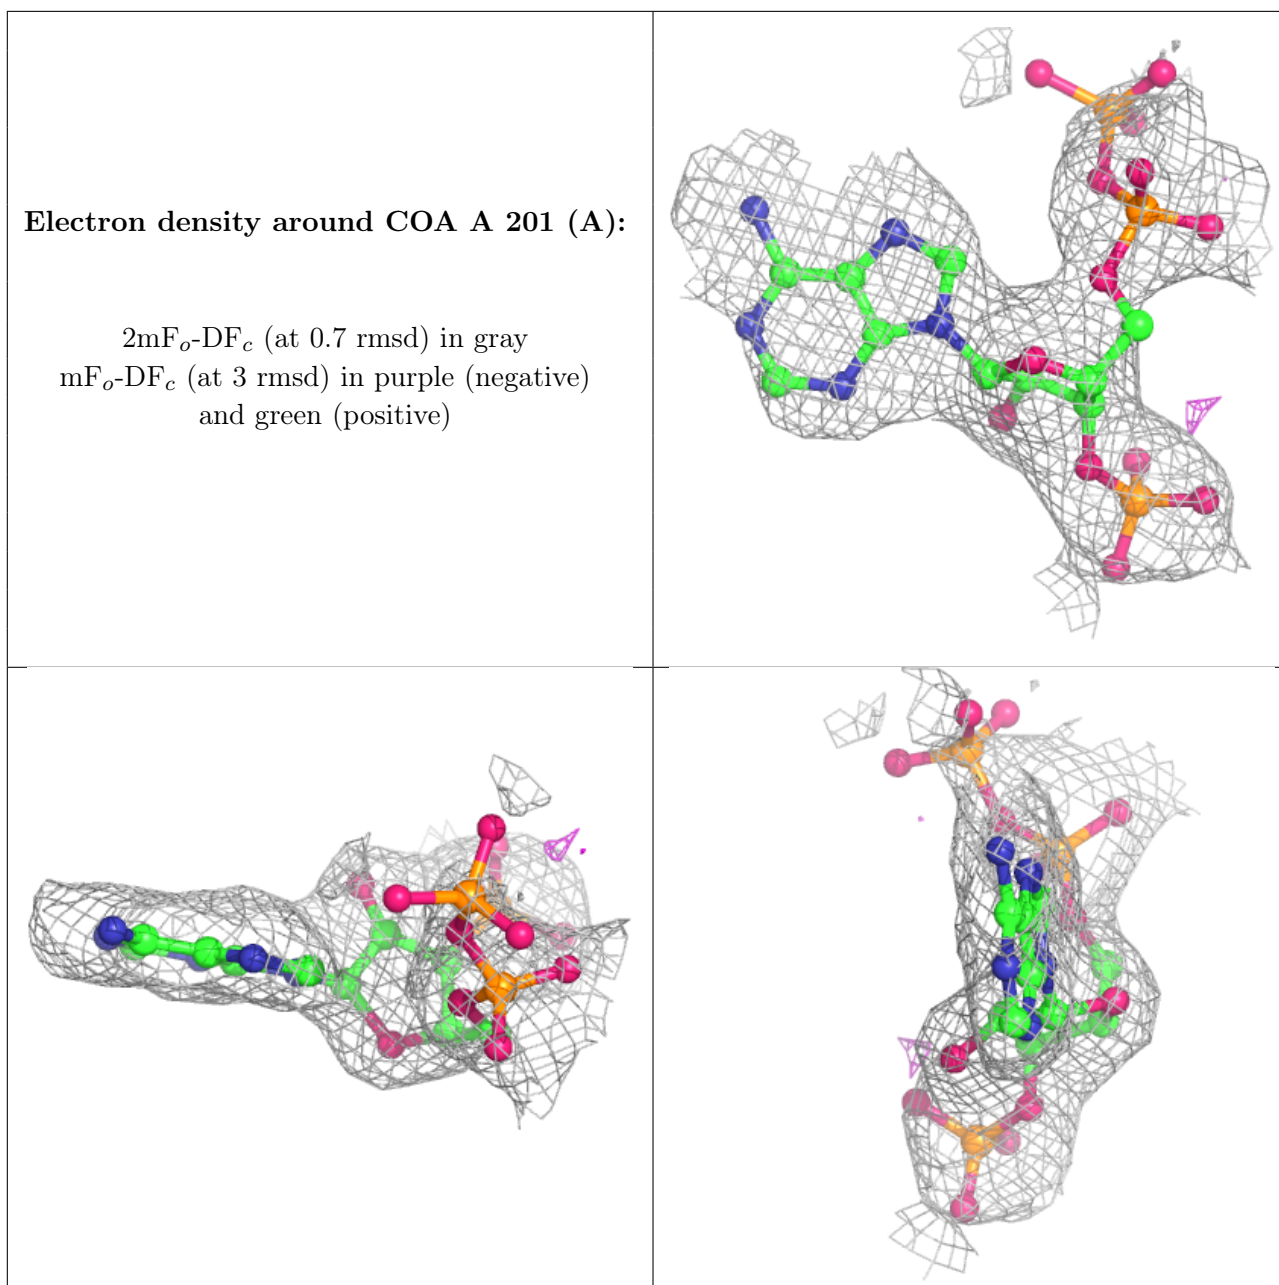 Electron density around COA A 201 (A):
2mFₒ-DF𝒸 (at 0.7 rmsd) in gray
mFₒ-DF𝒸 (at 3 rmsd) in purple (negative)
and green (positive)